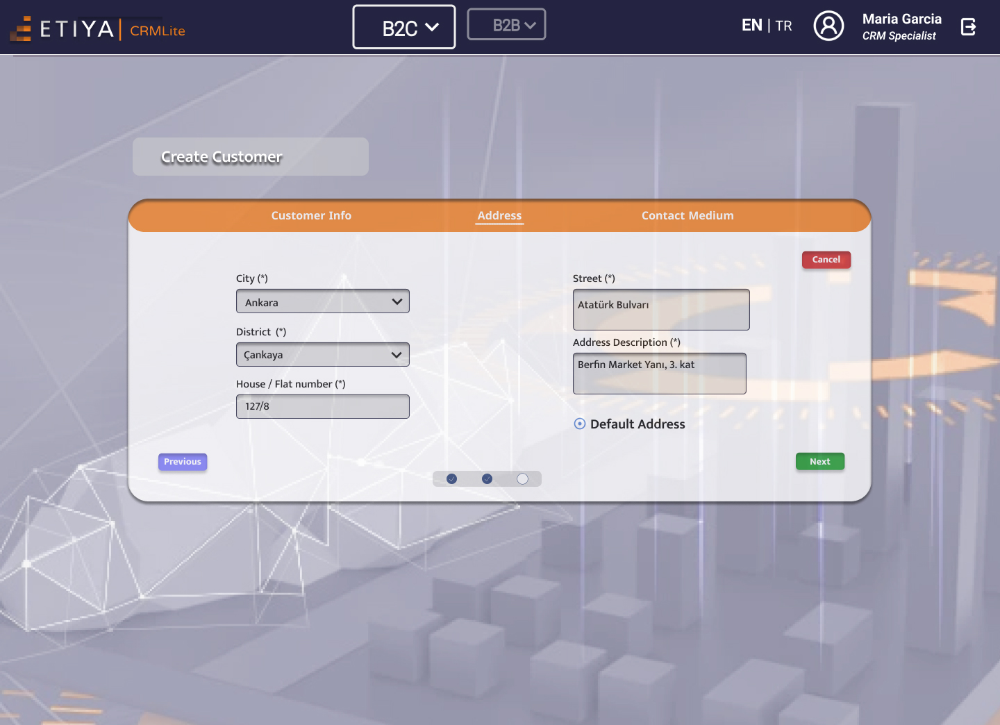 ETIYA | CRMLite
B2C
B2B
EN | TR
Maria Garcia
CRM Specialist
Create Customer
Customer Info
Address
Contact Medium
Cancel
City (*)
Ankara
District (*)
Çankaya
House / Flat number (*)
127/8
Street (*)
Atatürk Bulvarı
Address Description (*)
Berfin Market Yanı, 3. kat
Default Address
Previous
Next